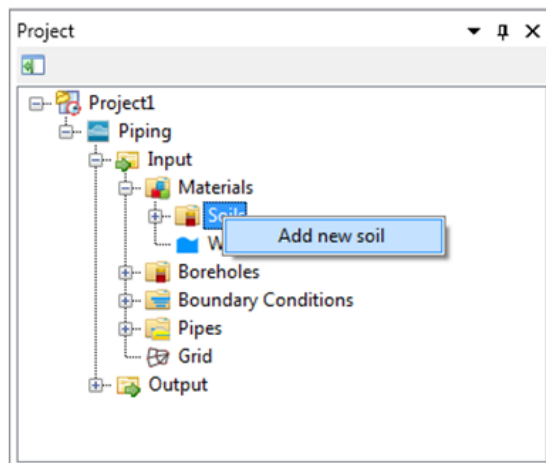 Project
Project1
Piping
Input
Materials
Soils
Add new soil
Boreholes
Boundary Conditions
Pipes
Grid
Output